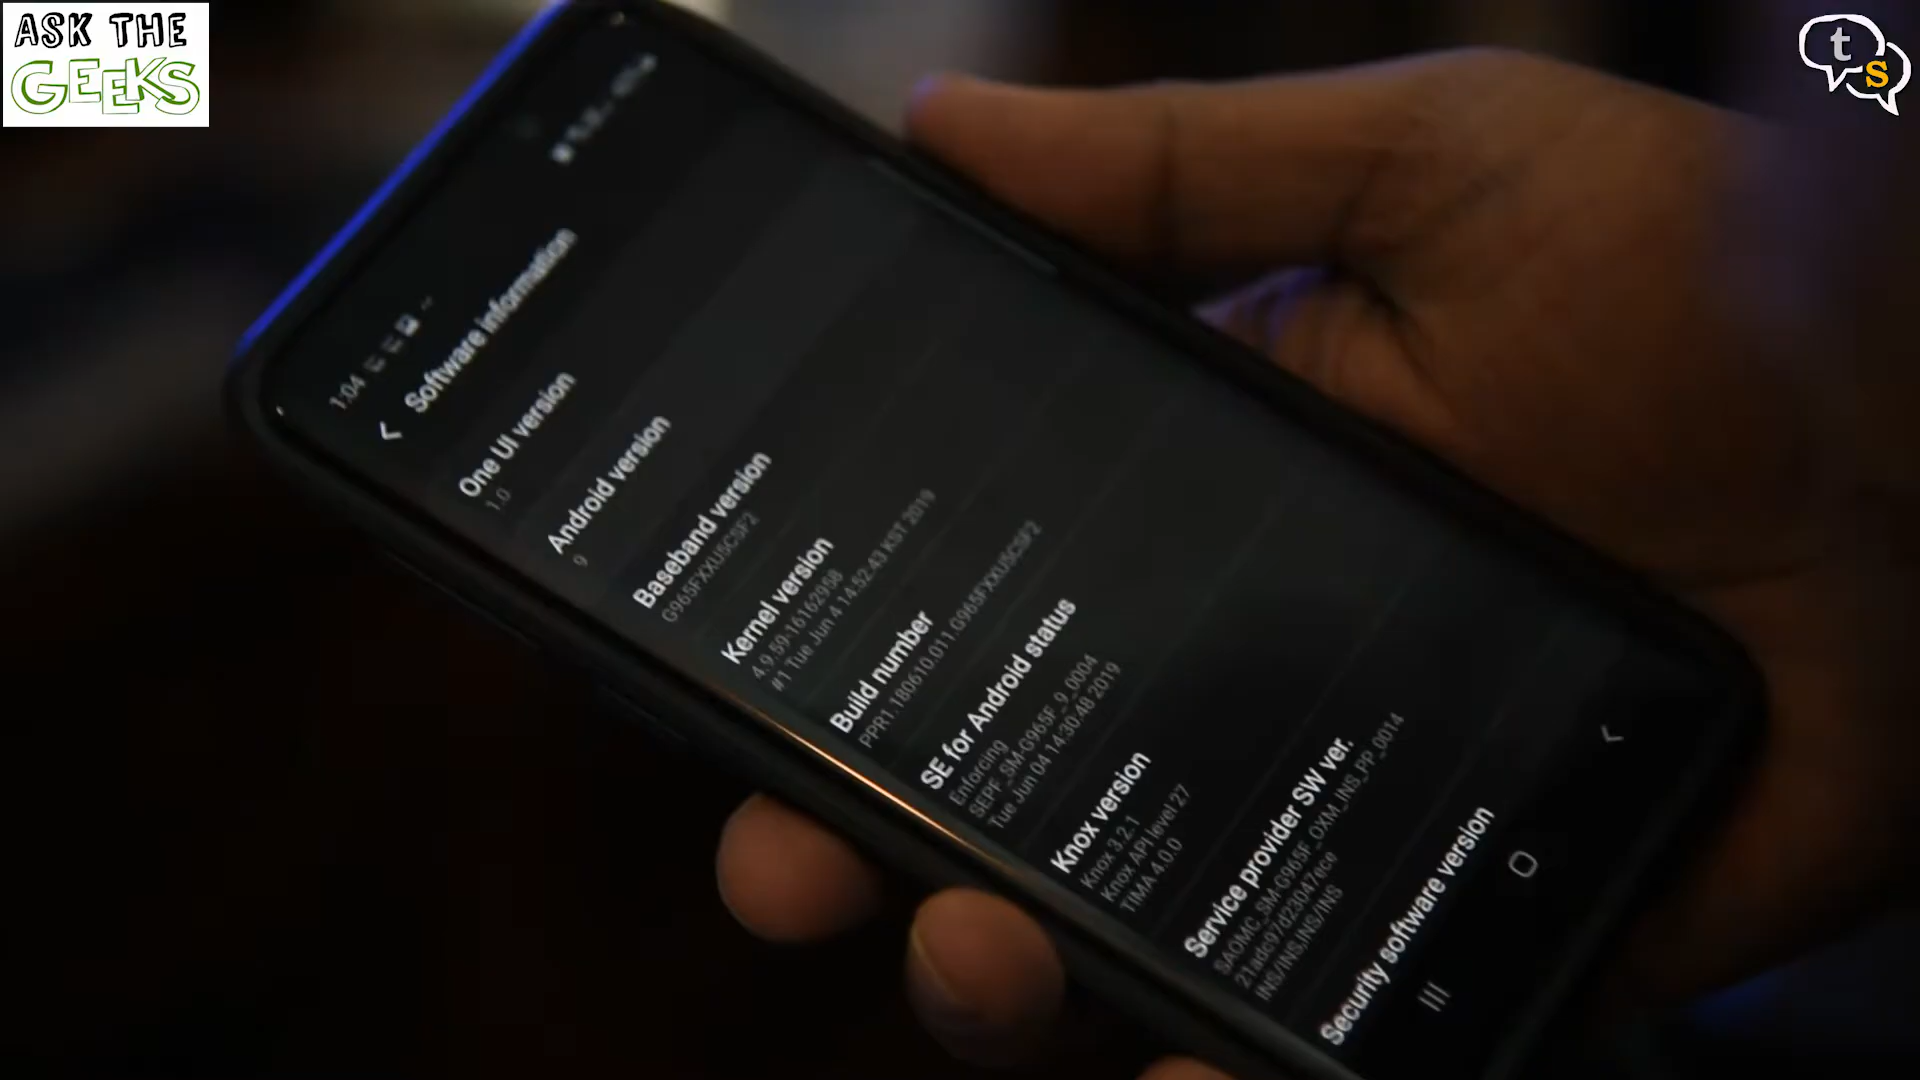 ASK THE
GEEKS
ts
1:04
Software information
One UI version
1.0
Android version
9
Baseband version
G965FXXU5CSF2
Kernel version
4.9.59-16162958
#1 Tue Jun 4 14:52:43 KST 2019
Build number
PPR1.180610.011.G965FXXU5CSF2
SE for Android status
Enforcing
SEPF_SM-G965F_9_0004
Tue Jun 04 14:30:48 2019
Knox version
Knox 3.2.1
Knox API level 27
TIMA 4.0.0
Service provider SW ver.
SAOMC_SM-G965F_OXM_INS_PP_0014
21adc97d23047ece
INS/INS,INS/INS
Security software version